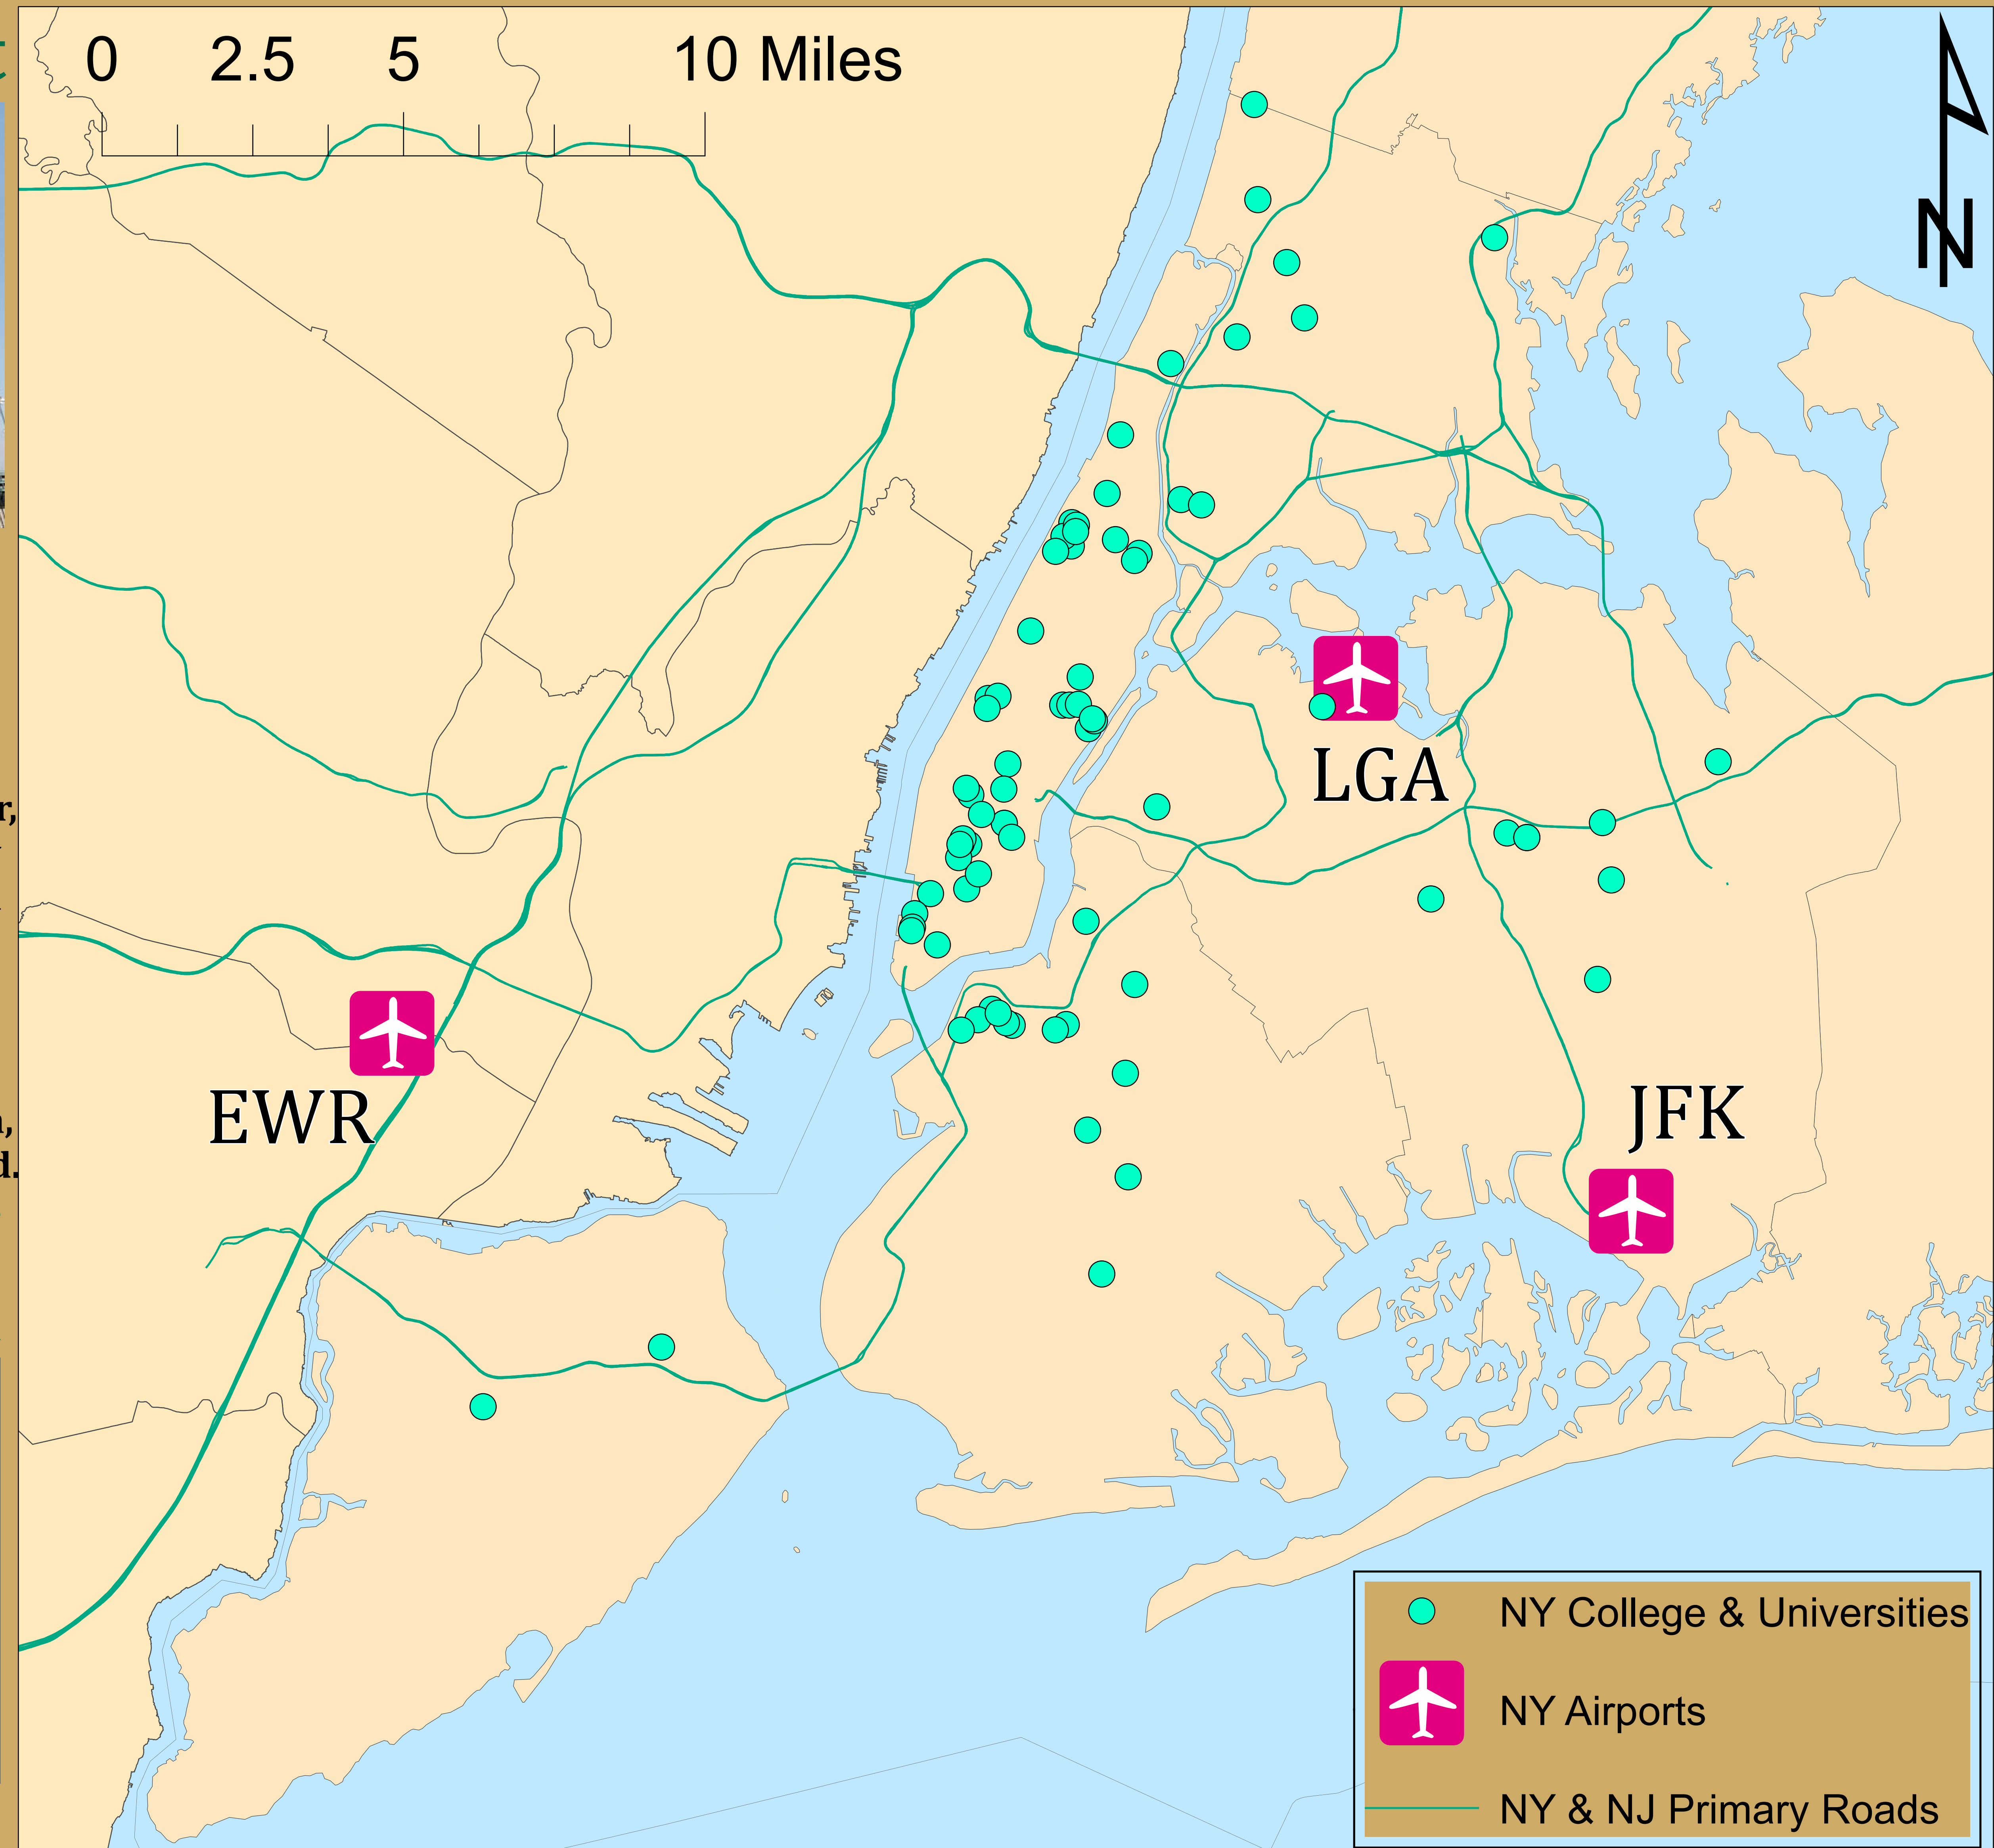 0 2.5 5 10 Miles
N
LGA
EWR
JFK
NY College & Universities
NY Airports
NY & NJ Primary Roads